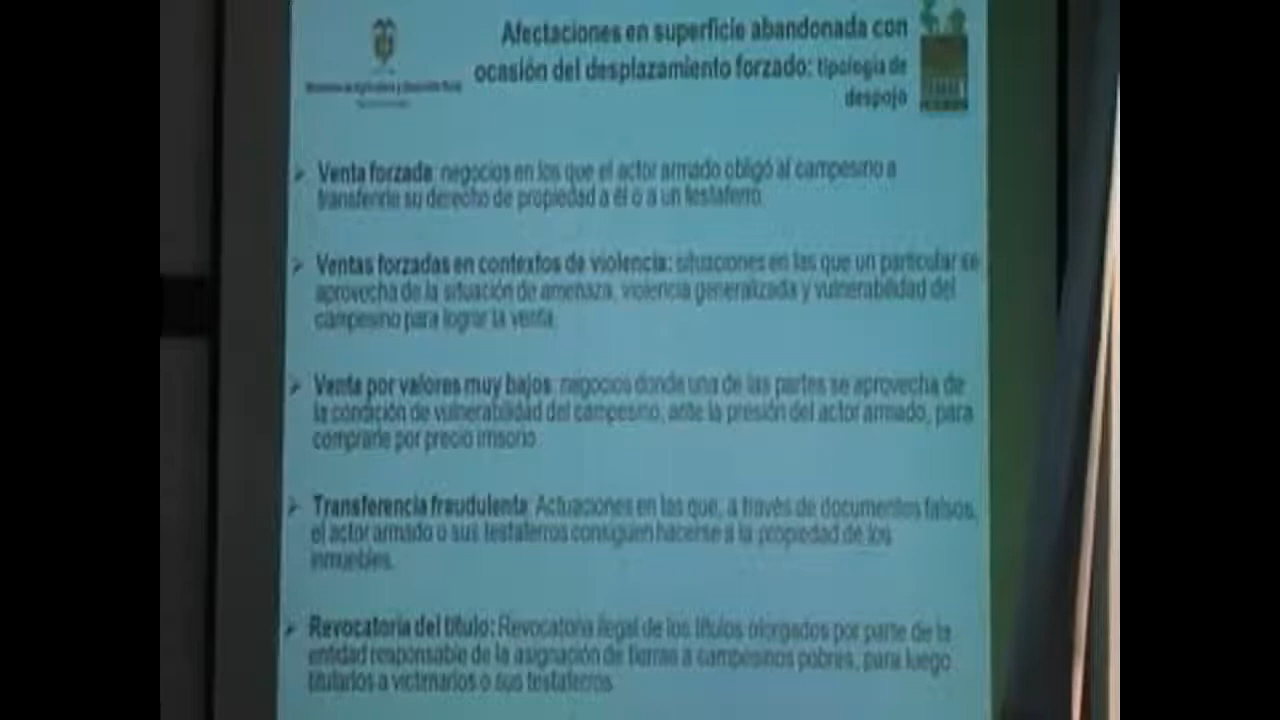 Afectaciones en superficie abandonada con
ocasión del desplazamiento forzado: tipología de
despojo
Ministerio de Agricultura y Desarrollo Rural
➢ Venta forzada: negocios en los que el actor armado obligó al campesino a
transferirle su derecho de propiedad a él o a un testaferro.
➢ Ventas forzadas en contextos de violencia: situaciones en las que un particular se
aprovecha de la situación de amenaza, violencia generalizada y vulnerabilidad del
campesino para lograr la venta.
➢ Venta por valores muy bajos: negocios donde una de las partes se aprovecha de
la condición de vulnerabilidad del campesino, ante la presión del actor armado, para
comprarle por precio irrisorio.
➢ Transferencia fraudulenta: Actuaciones en las que, a través de documentos falsos,
el actor armado o sus testaferros consiguen hacerse a la propiedad de los
inmuebles.
➢ Revocatoria del título: Revocatoria ilegal de los títulos otorgados por parte de la
entidad responsable de la asignación de tierras a campesinos pobres, para luego
titularlos a victimarios o sus testaferros.